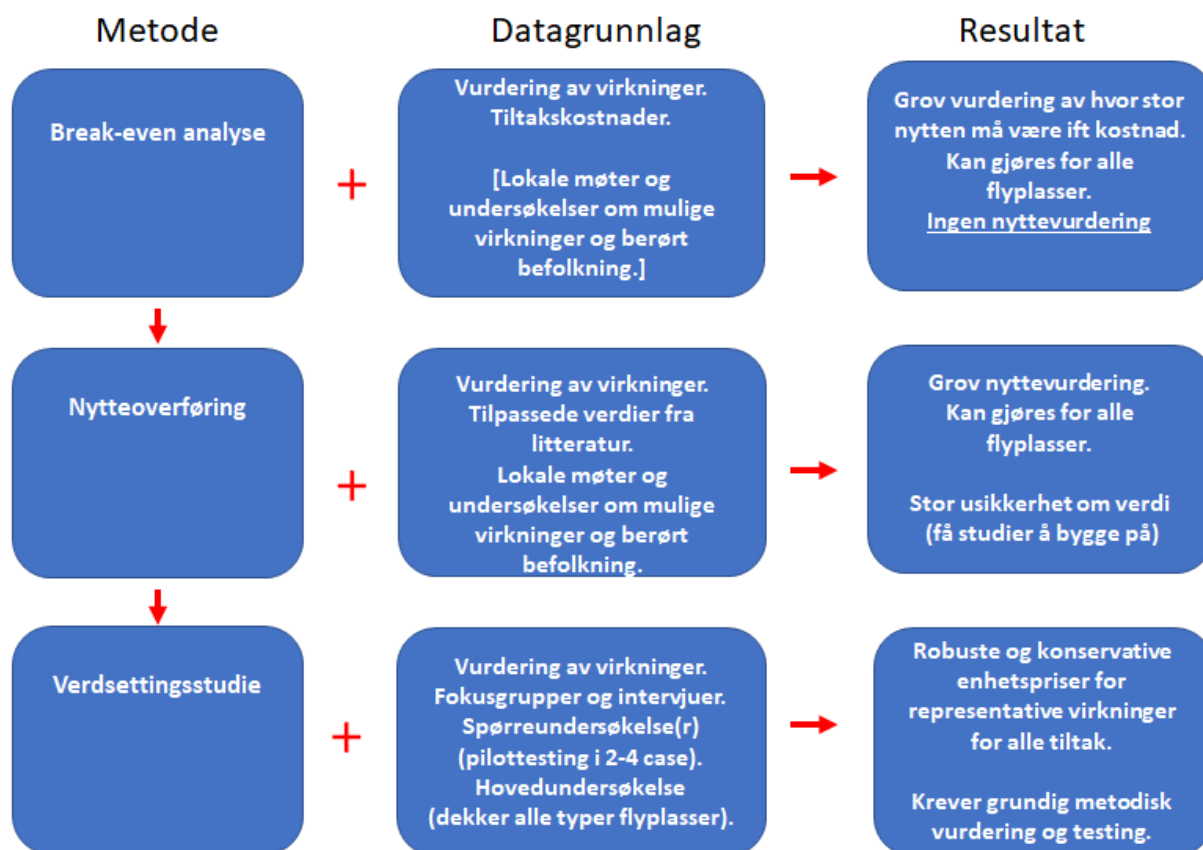 Metode
Datagrunnlag
Resultat
Break-even analyse
+
Vurdering av virkninger.
Tiltakskostnader.
[Lokale møter og
undersøkelser om mulige
virkninger og berørt
befolkning.]
Grov vurdering av hvor stor
nytten må være ift kostnad.
Kan gjøres for alle
flyplasser.
Ingen nyttevurdering
Nytteoverføring
+
Vurdering av virkninger.
Tilpassede verdier fra
litteratur.
Lokale møter og
undersøkelser om mulige
virkninger og berørt
befolkning.
Grov nyttevurdering.
Kan gjøres for alle
flyplasser.
Stor usikkerhet om verdi
(få studier å bygge på)
Verdsettingsstudie
+
Vurdering av virkninger.
Fokusgrupper og intervjuer.
Spørreundersøkelse(r)
(pilottesting i 2-4 case).
Hovedundersøkelse
(dekker alle typer flyplasser).
Robuste og konservative
enhetspriser for
representative virkninger
for alle tiltak.
Krever grundig metodisk
vurdering og testing.